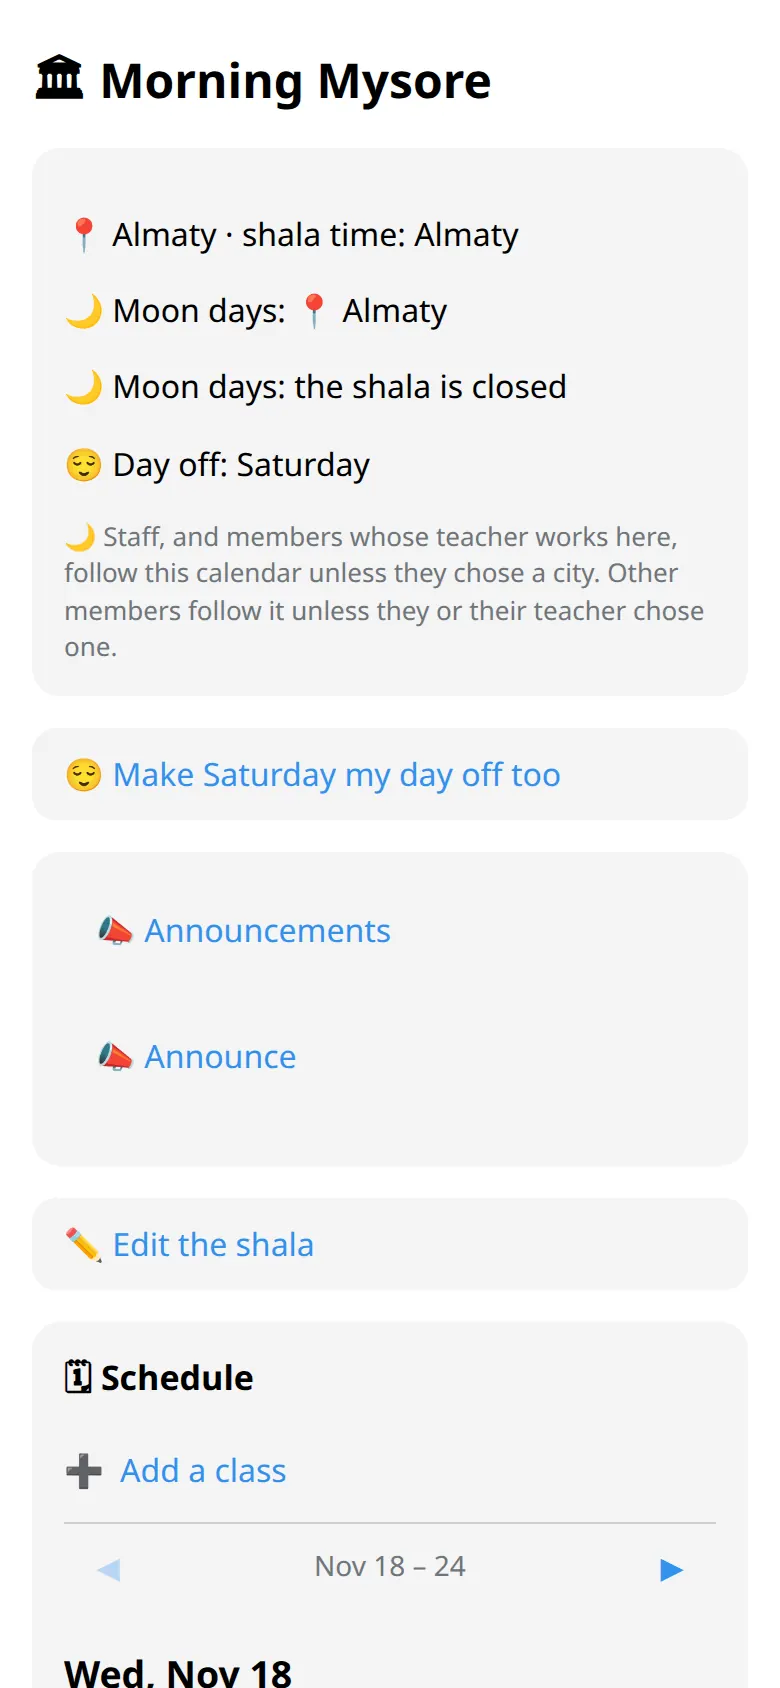 🏛 Morning Mysore
📍 Almaty · shala time: Almaty
🌙 Moon days: 📍 Almaty
🌙 Moon days: the shala is closed
😌 Day off: Saturday
🌙 Staff, and members whose teacher works here,
follow this calendar unless they chose a city. Other
members follow it unless they or their teacher chose
one.
😌 Make Saturday my day off too
📣 Announcements
📣 Announce
✏️ Edit the shala
🗓 Schedule
➕ Add a class
◀ Nov 18 – 24 ▶
Wed, Nov 18